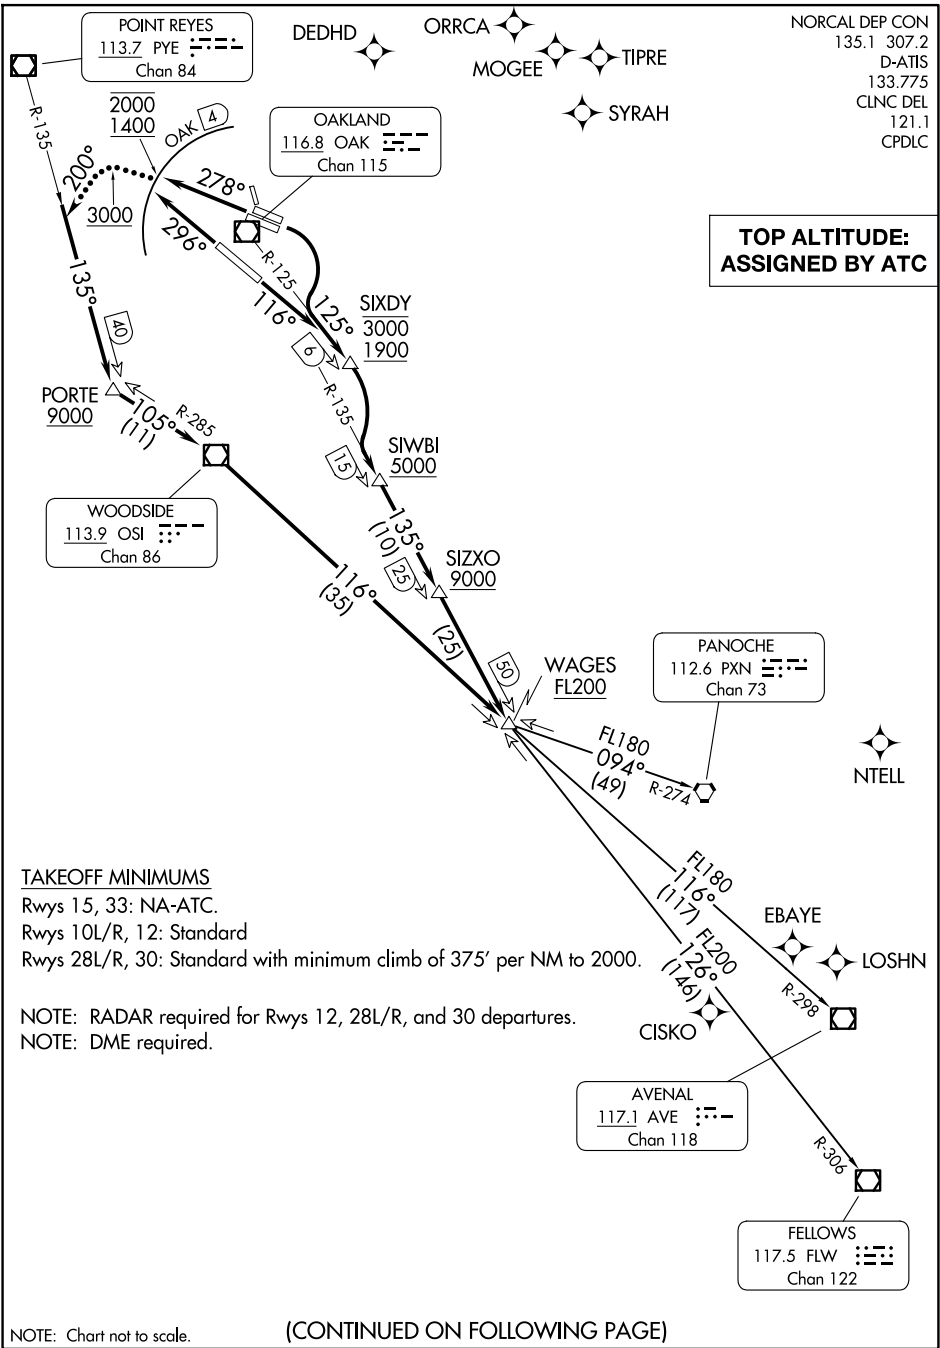 POINT REYES
113.7 PYE
Chan 84
DEDHD
ORRCA
MOGEE
TIPRE
SYRAH
NORCAL DEP CON
135.1 307.2
D-ATIS
133.775
CLNC DEL
121.1
CPDLC
TOP ALTITUDE:
ASSIGNED BY ATC
R-135
2000
1400
OAK 4
OAKLAND
116.8 OAK
Chan 115
200°
3000
278°
296°
R-125
116°
125°
SIXDY
3000
1900
6
R-135
135°
40
PORTE
9000
105°
(11)
R-285
WOODSIDE
113.9 OSI
Chan 86
15
SIWBI
5000
135°
(10)
25
SIZXO
9000
116°
(35)
(25)
50
WAGES
FL200
PANOCHE
112.6 PXN
Chan 73
FL180
094°
(49)
R-274
NTELL
FL180
116°
(117)
EBAYE
LOSHN
R-298
FL200
126°
(146)
CISKO
AVENAL
117.1 AVE
Chan 118
R-306
FELLOWS
117.5 FLW
Chan 122
TAKEOFF MINIMUMS
Rwys 15, 33: NA-ATC.
Rwys 10L/R, 12: Standard
Rwys 28L/R, 30: Standard with minimum climb of 375' per NM to 2000.
NOTE: RADAR required for Rwys 12, 28L/R, and 30 departures.
NOTE: DME required.
NOTE: Chart not to scale.
(CONTINUED ON FOLLOWING PAGE)